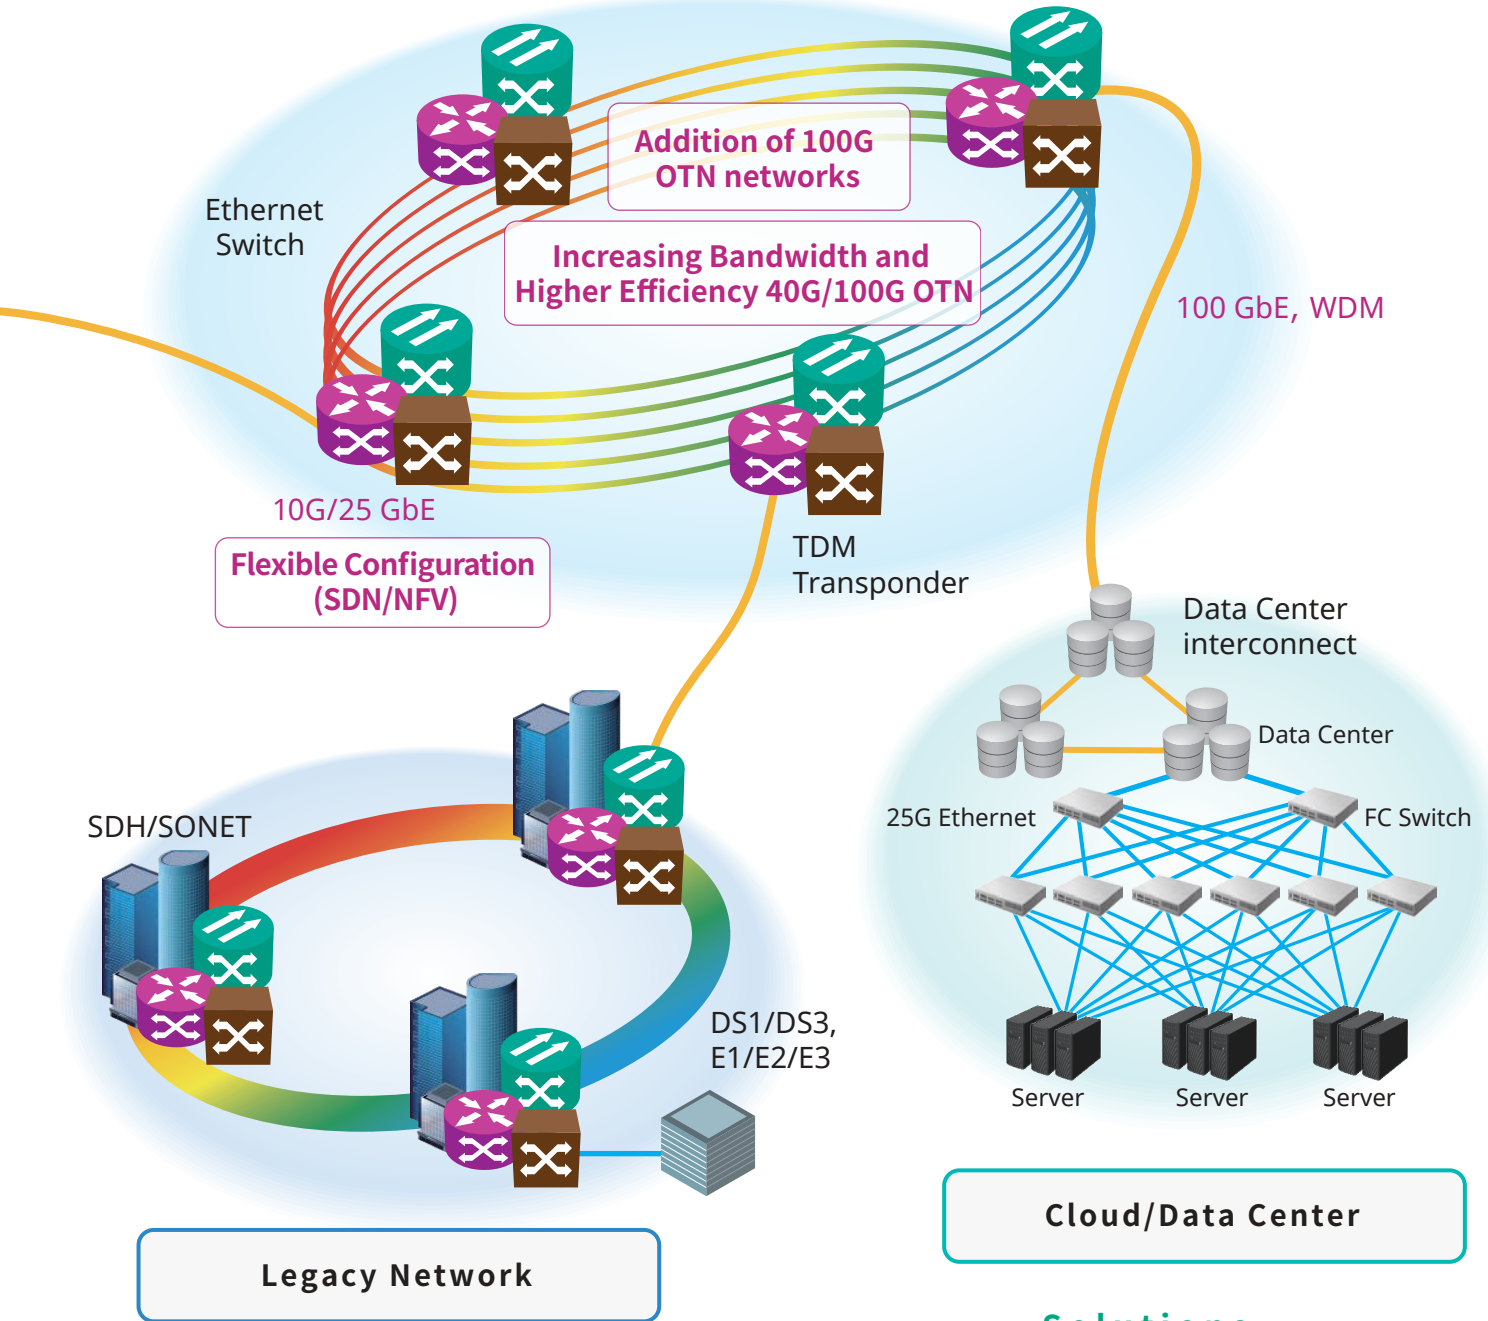 Addition of 100G
OTN networks
Ethernet
Switch
Increasing Bandwidth and
Higher Efficiency 40G/100G OTN
100 GbE, WDM
10G/25 GbE
Flexible Configuration
(SDN/NFV)
TDM
Transponder
Data Center
interconnect
Data Center
25G Ethernet
FC Switch
SDH/SONET
DS1/DS3,
E1/E2/E3
Server
Server
Server
Cloud/Data Center
Legacy Network
Solutions